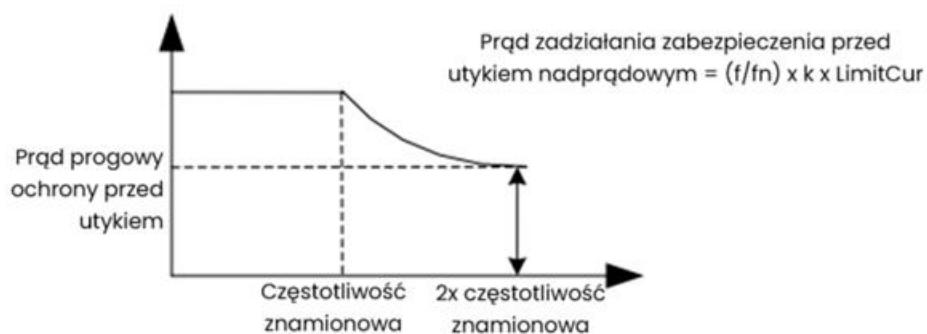 Prąd zadziałania zabezpieczenia przed
utykiem nadprądowym = (f/fn) x k x LimitCur
Prąd progowy
ochrony przed
utykiem
Częstotliwość
znamionowa
2x częstotliwość
znamionowa